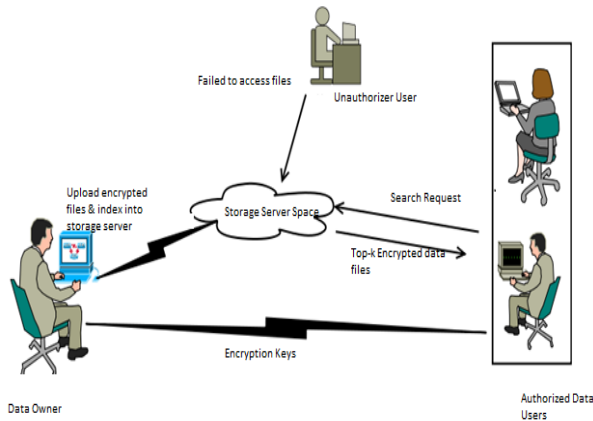 Failed to access files
Unauthorizer User
Upload encrypted
files & index into
storage server
Storage Server Space
Search Request
Top-k Encrypted data
files
Encryption Keys
Data Owner
Authorized Data
Users